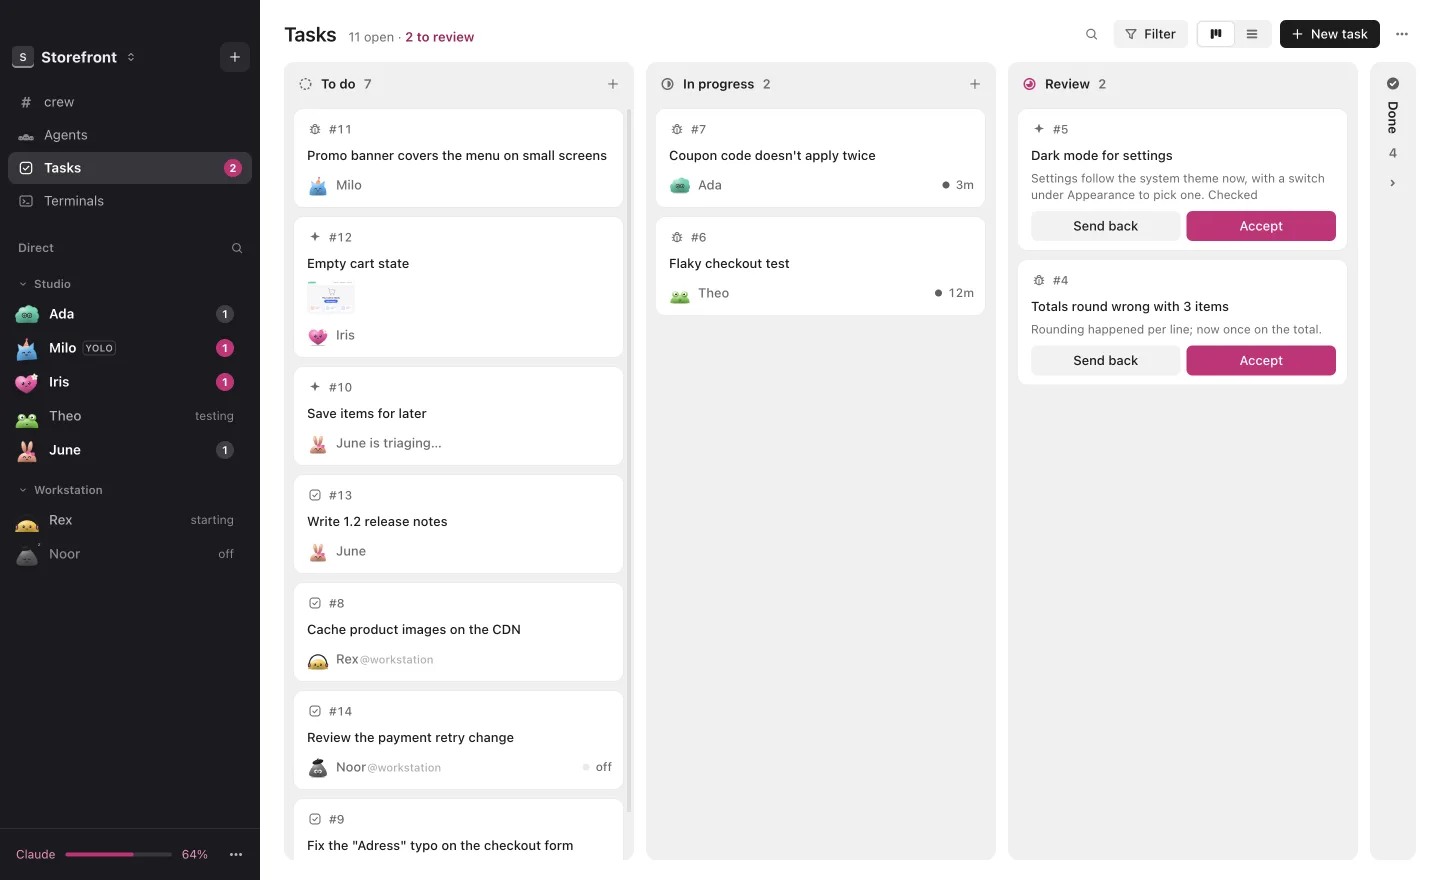 S Storefront
# crew
Agents
Tasks 2
Terminals
Direct
Studio
Ada 1
Milo YOLO 1
Iris 1
Theo testing
June 1
Workstation
Rex starting
Noor off
Claude 64%
Tasks 11 open · 2 to review
Filter
New task
To do 7
#11
Promo banner covers the menu on small screens
Milo
#12
Empty cart state
Iris
#10
Save items for later
June is triaging...
#13
Write 1.2 release notes
June
#8
Cache product images on the CDN
Rex@workstation
#14
Review the payment retry change
Noor@workstation off
#9
Fix the "Adress" typo on the checkout form
In progress 2
#7
Coupon code doesn't apply twice
Ada 3m
#6
Flaky checkout test
Theo 12m
Review 2
#5
Dark mode for settings
Settings follow the system theme now, with a switch
under Appearance to pick one. Checked
Send back Accept
#4
Totals round wrong with 3 items
Rounding happened per line; now once on the total.
Send back Accept
Done 4